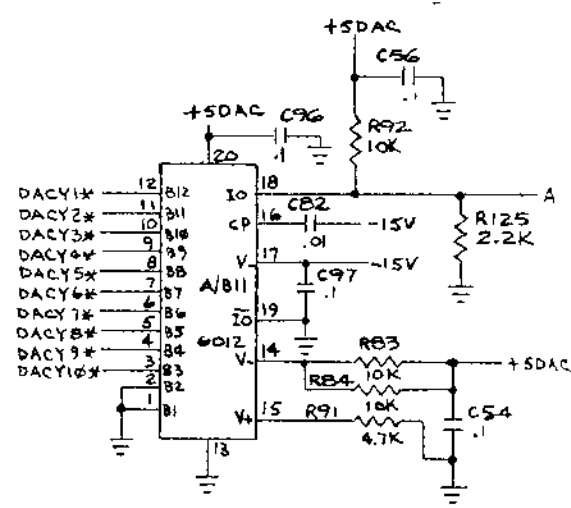 +5DAC
C56
.1
+5DAC
C96
.1
R92
10K
20
DACY1* 12 B12 IO 18 A
DACY2* 11 B11 CP 16 C82 .01 -15V
DACY3* 10 B10
DACY4* 9 B9 V- 17 -15V
DACY5* 8 B8
DACY6* 7 B7 A/B11 C97 .1
DACY7* 6 B6 IO 19
DACY8* 5 B5 6012
DACY9* 4 B4 V- 14 R83 10K +5DAC
DACY10* 3 B3 R84 10K
2 B2
1 B1 V+ 15 R91 4.7K
C54
.1
13
R125
2.2K